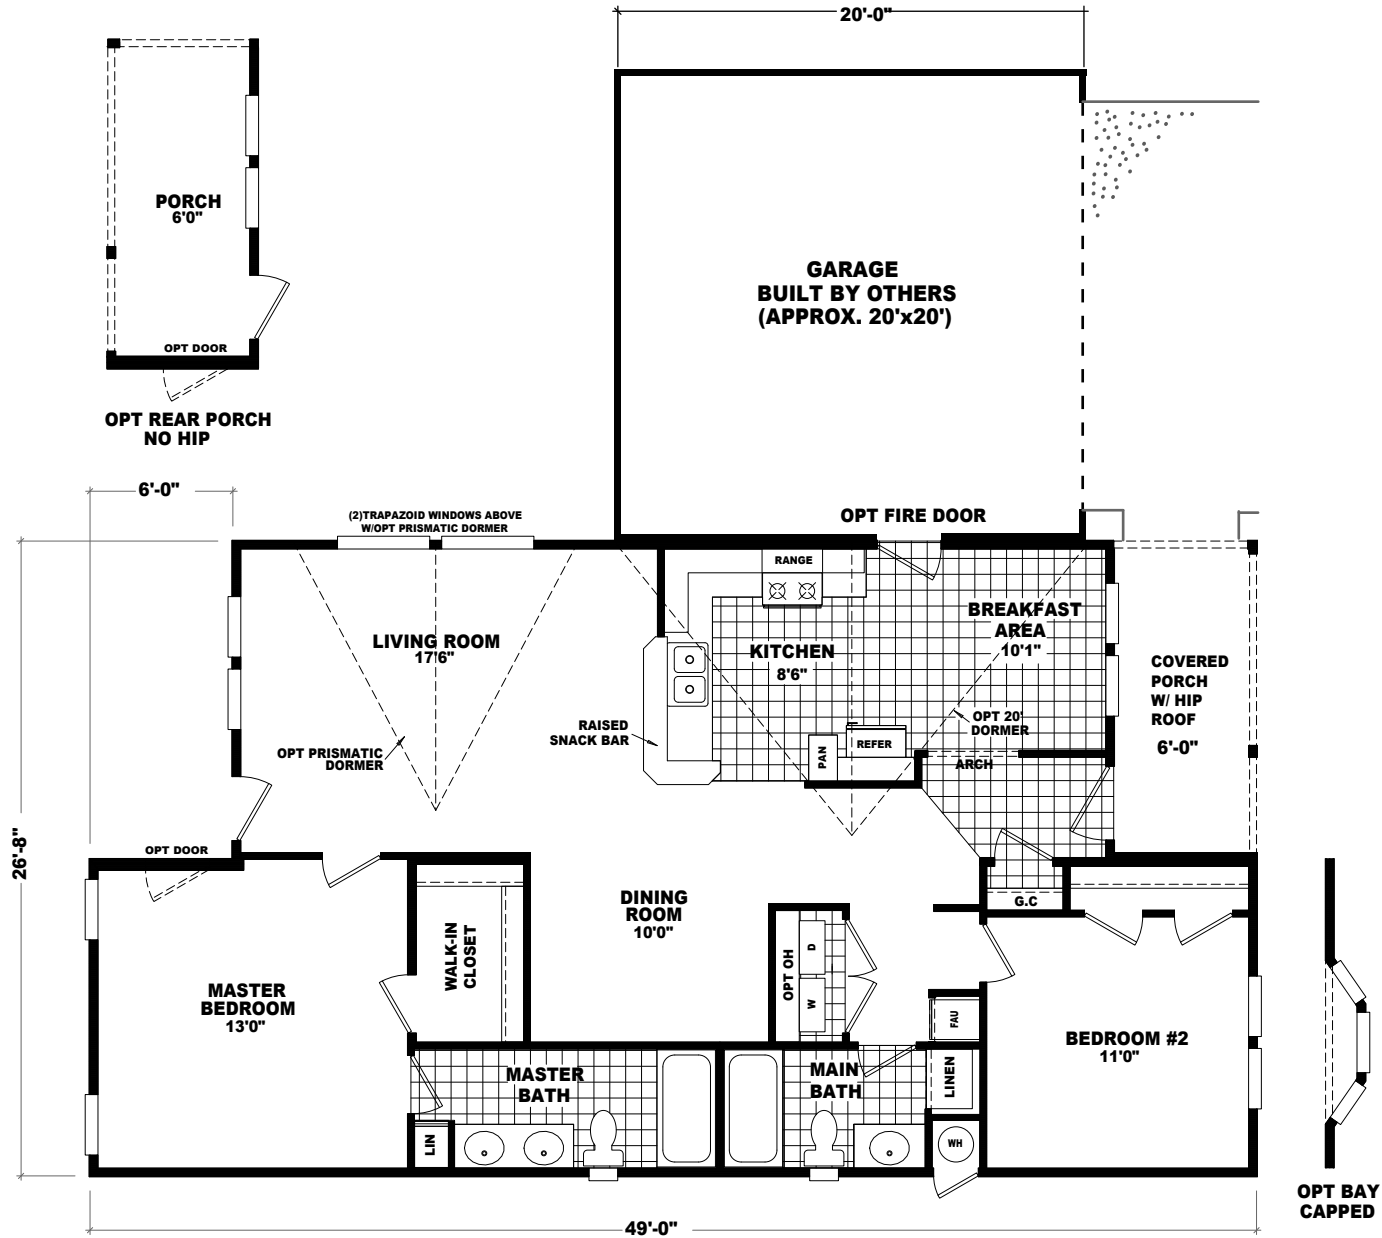 20'-0"
PORCH
6'0"
GARAGE
BUILT BY OTHERS
(APPROX. 20'x20')
OPT DOOR
OPT REAR PORCH
NO HIP
6'-0"
(2)TRAPAZOID WINDOWS ABOVE
W/OPT PRISMATIC DORMER
OPT FIRE DOOR
RANGE
LIVING ROOM
17'6"
KITCHEN
8'6"
BREAKFAST
AREA
10'1"
COVERED
PORCH
W/ HIP
ROOF
6'-0"
RAISED
SNACK BAR
OPT 20'
DORMER
OPT PRISMATIC
DORMER
PAN
REFER
ARCH
26'-8"
OPT DOOR
DINING
ROOM
10'0"
G.C
WALK-IN
CLOSET
OPT OH
D
W
MASTER
BEDROOM
13'0"
FAU
BEDROOM #2
11'0"
MASTER
BATH
MAIN
BATH
LINEN
LIN
WH
OPT BAY
CAPPED
49'-0"